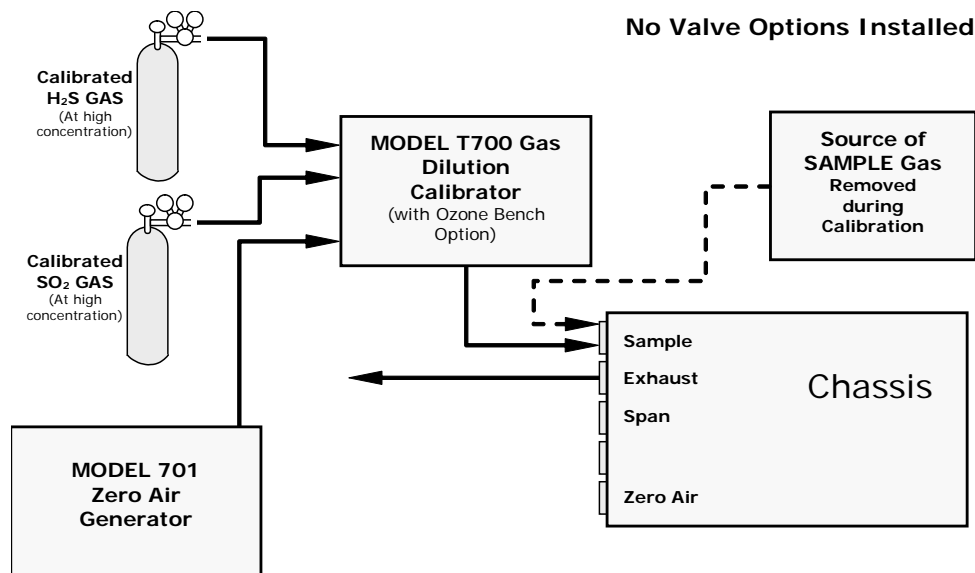 No Valve Options Installed
Calibrated
H₂S GAS
(At high
concentration)
MODEL T700 Gas
Dilution
Calibrator
(with Ozone Bench
Option)
Source of
SAMPLE Gas
Removed
during
Calibration
Calibrated
SO₂ GAS
(At high
concentration)
Sample
Exhaust
Span
Zero Air
Chassis
MODEL 701
Zero Air
Generator